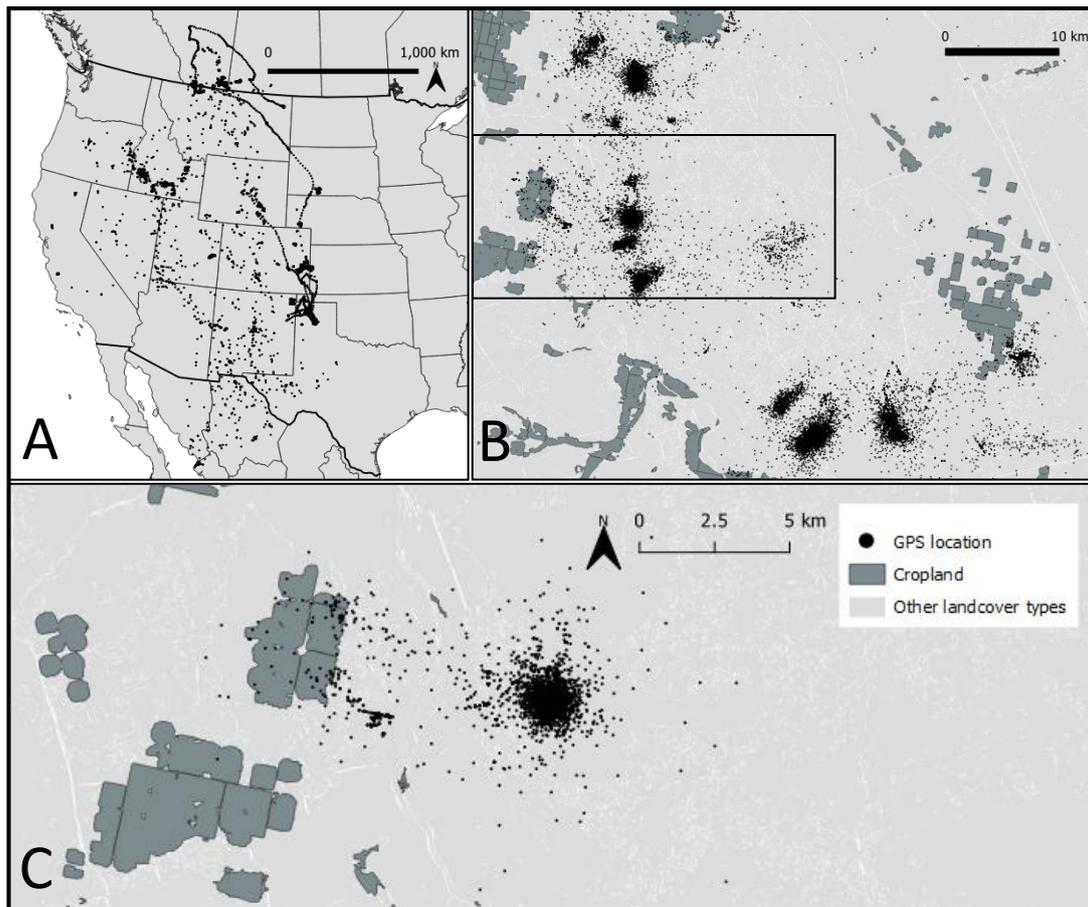 0 1,000 km
N
A
0 10 km
B
N 0 2.5 5 km
GPS location
Cropland
Other landcover types
C